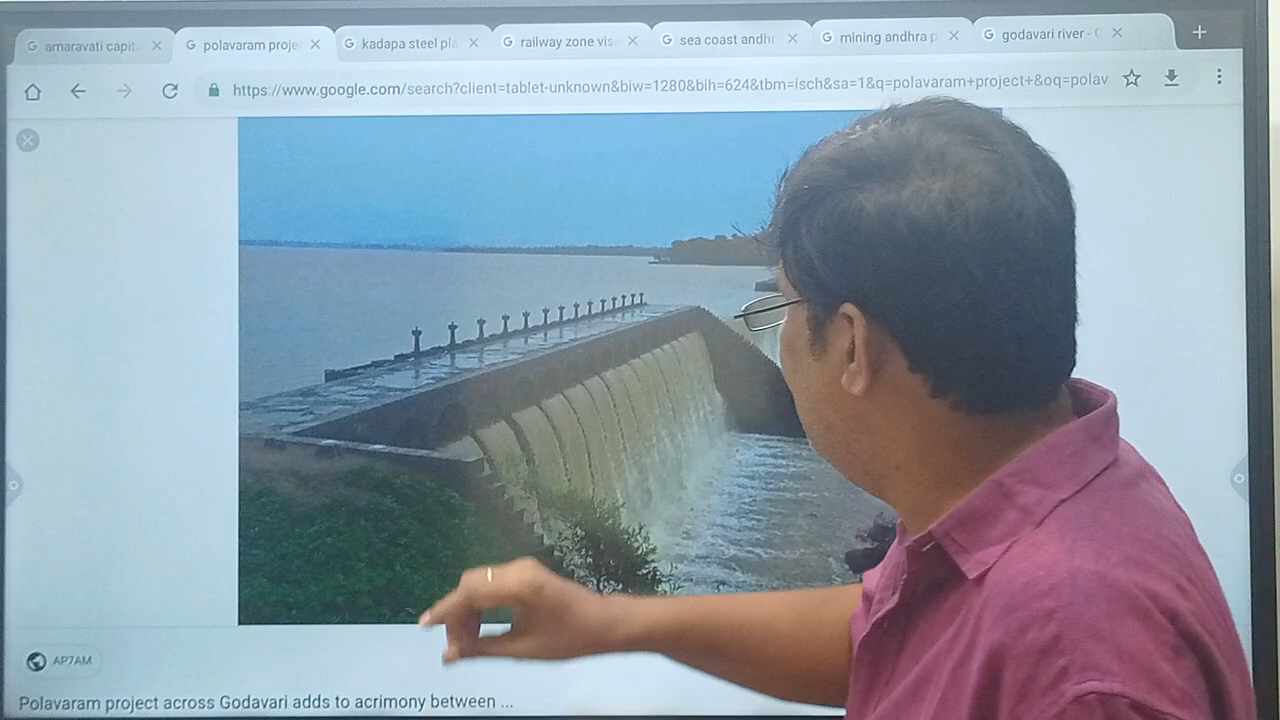 amaravati capit
polavaram proje
kadapa steel pla
railway zone vis
sea coast andhr
mining andhra p
godavari river - G
https://www.google.com/search?client=tablet-unknown&biw=1280&bih=624&tbm=isch&sa=1&q=polavaram+project+&oq=polav
AP7AM
Polavaram project across Godavari adds to acrimony between ...